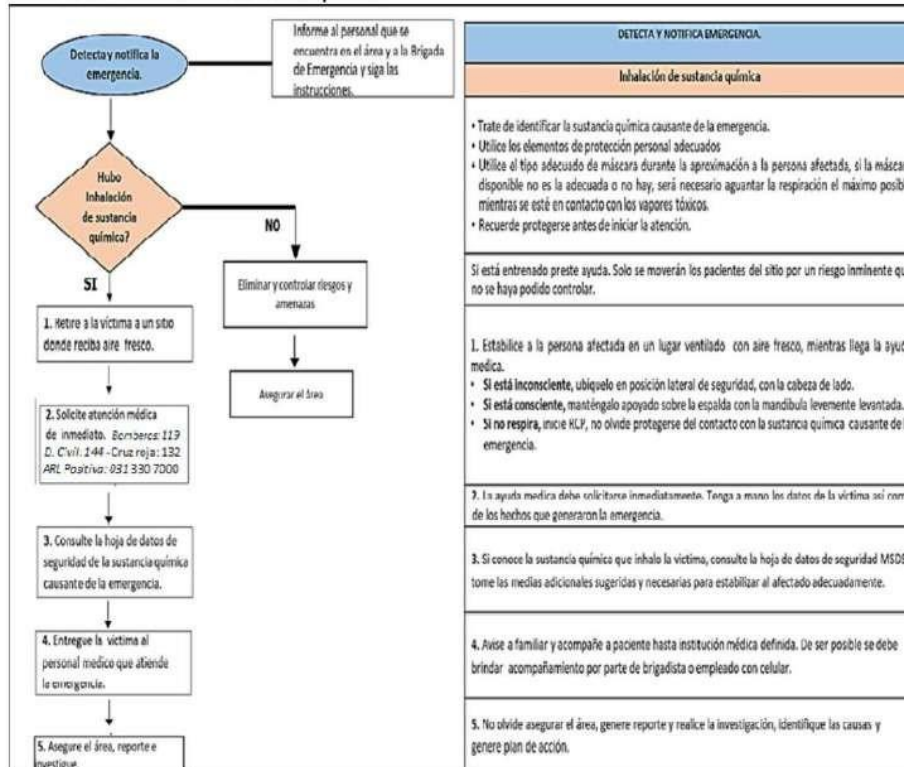 Detecta y notifica la
emergencia.
Informe al personal que se
encuentra en el área y a la Brigada
de Emergencia y siga las
instrucciones.
Hubo
Inhalación
de sustancia
química?
NO
SI
Eliminar y controlar riesgos y
amenazas
Asegurar el área
1. Retire a la víctima a un sitio
donde reciba aire fresco.
2. Solicite atención médica
de inmediato. Bomberos: 119
D. Civil: 144 - Cruz roja: 132
ARL Positiva: 031 330 7000
3. Consulte la hoja de datos de
seguridad de la sustancia química
causante de la emergencia.
4. Entregue la víctima al
personal medico que atiende
la emergencia.
5. Asegure el área, reporte e
DETECTA Y NOTIFICA EMERGENCIA.
Inhalación de sustancia química
• Trate de identificar la sustancia química causante de la emergencia.
• Utilice los elementos de protección personal adecuados
• Utilice el tipo adecuado de máscara durante la aproximación a la persona afectada, si la máscar
disponible no es la adecuada o no hay, será necesario aguantar la respiración el máximo posib
mientras se esté en contacto con los vapores tóxicos.
• Recuerde protegerse antes de iniciar la atención.
Si está entrenado preste ayuda. Solo se moverán los pacientes del sitio por un riesgo inminente qu
no se haya podido controlar.
1. Estabilice a la persona afectada en un lugar ventilado con aire fresco, mientras llega la ayud
medica.
• Si está inconsciente, ubíquelo en posición lateral de seguridad, con la cabeza de lado.
• Si está consciente, manténgalo apoyado sobre la espalda con la mandibula levemente levantada.
• Si no respira, inicie RCP, no olvide protegerse del contacto con la sustancia química causante de l
emergencia.
2. La ayuda medica debe solicitarse inmediatamente. Tenga a mano los datos de la víctima así com
de los hechos que generaron la emergencia.
3. Si conoce la sustancia química que inhalo la victima, consulte la hoja de datos de seguridad MSDS
tome las medias adicionales sugeridas y necesarias para estabilizar al afectado adecuadamente.
4. Avise a familiar y acompañe a paciente hasta institución médica definida. De ser posible se debe
brindar acompañamiento por parte de brigadista o empleado con celular.
5. No olvide asegurar el área, genere reporte y realice la investigación, identifique las causas y
genere plan de acción.